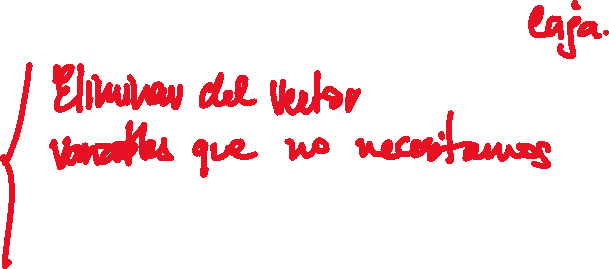 caja.
Eliminar del vector
variables que no necesitamos